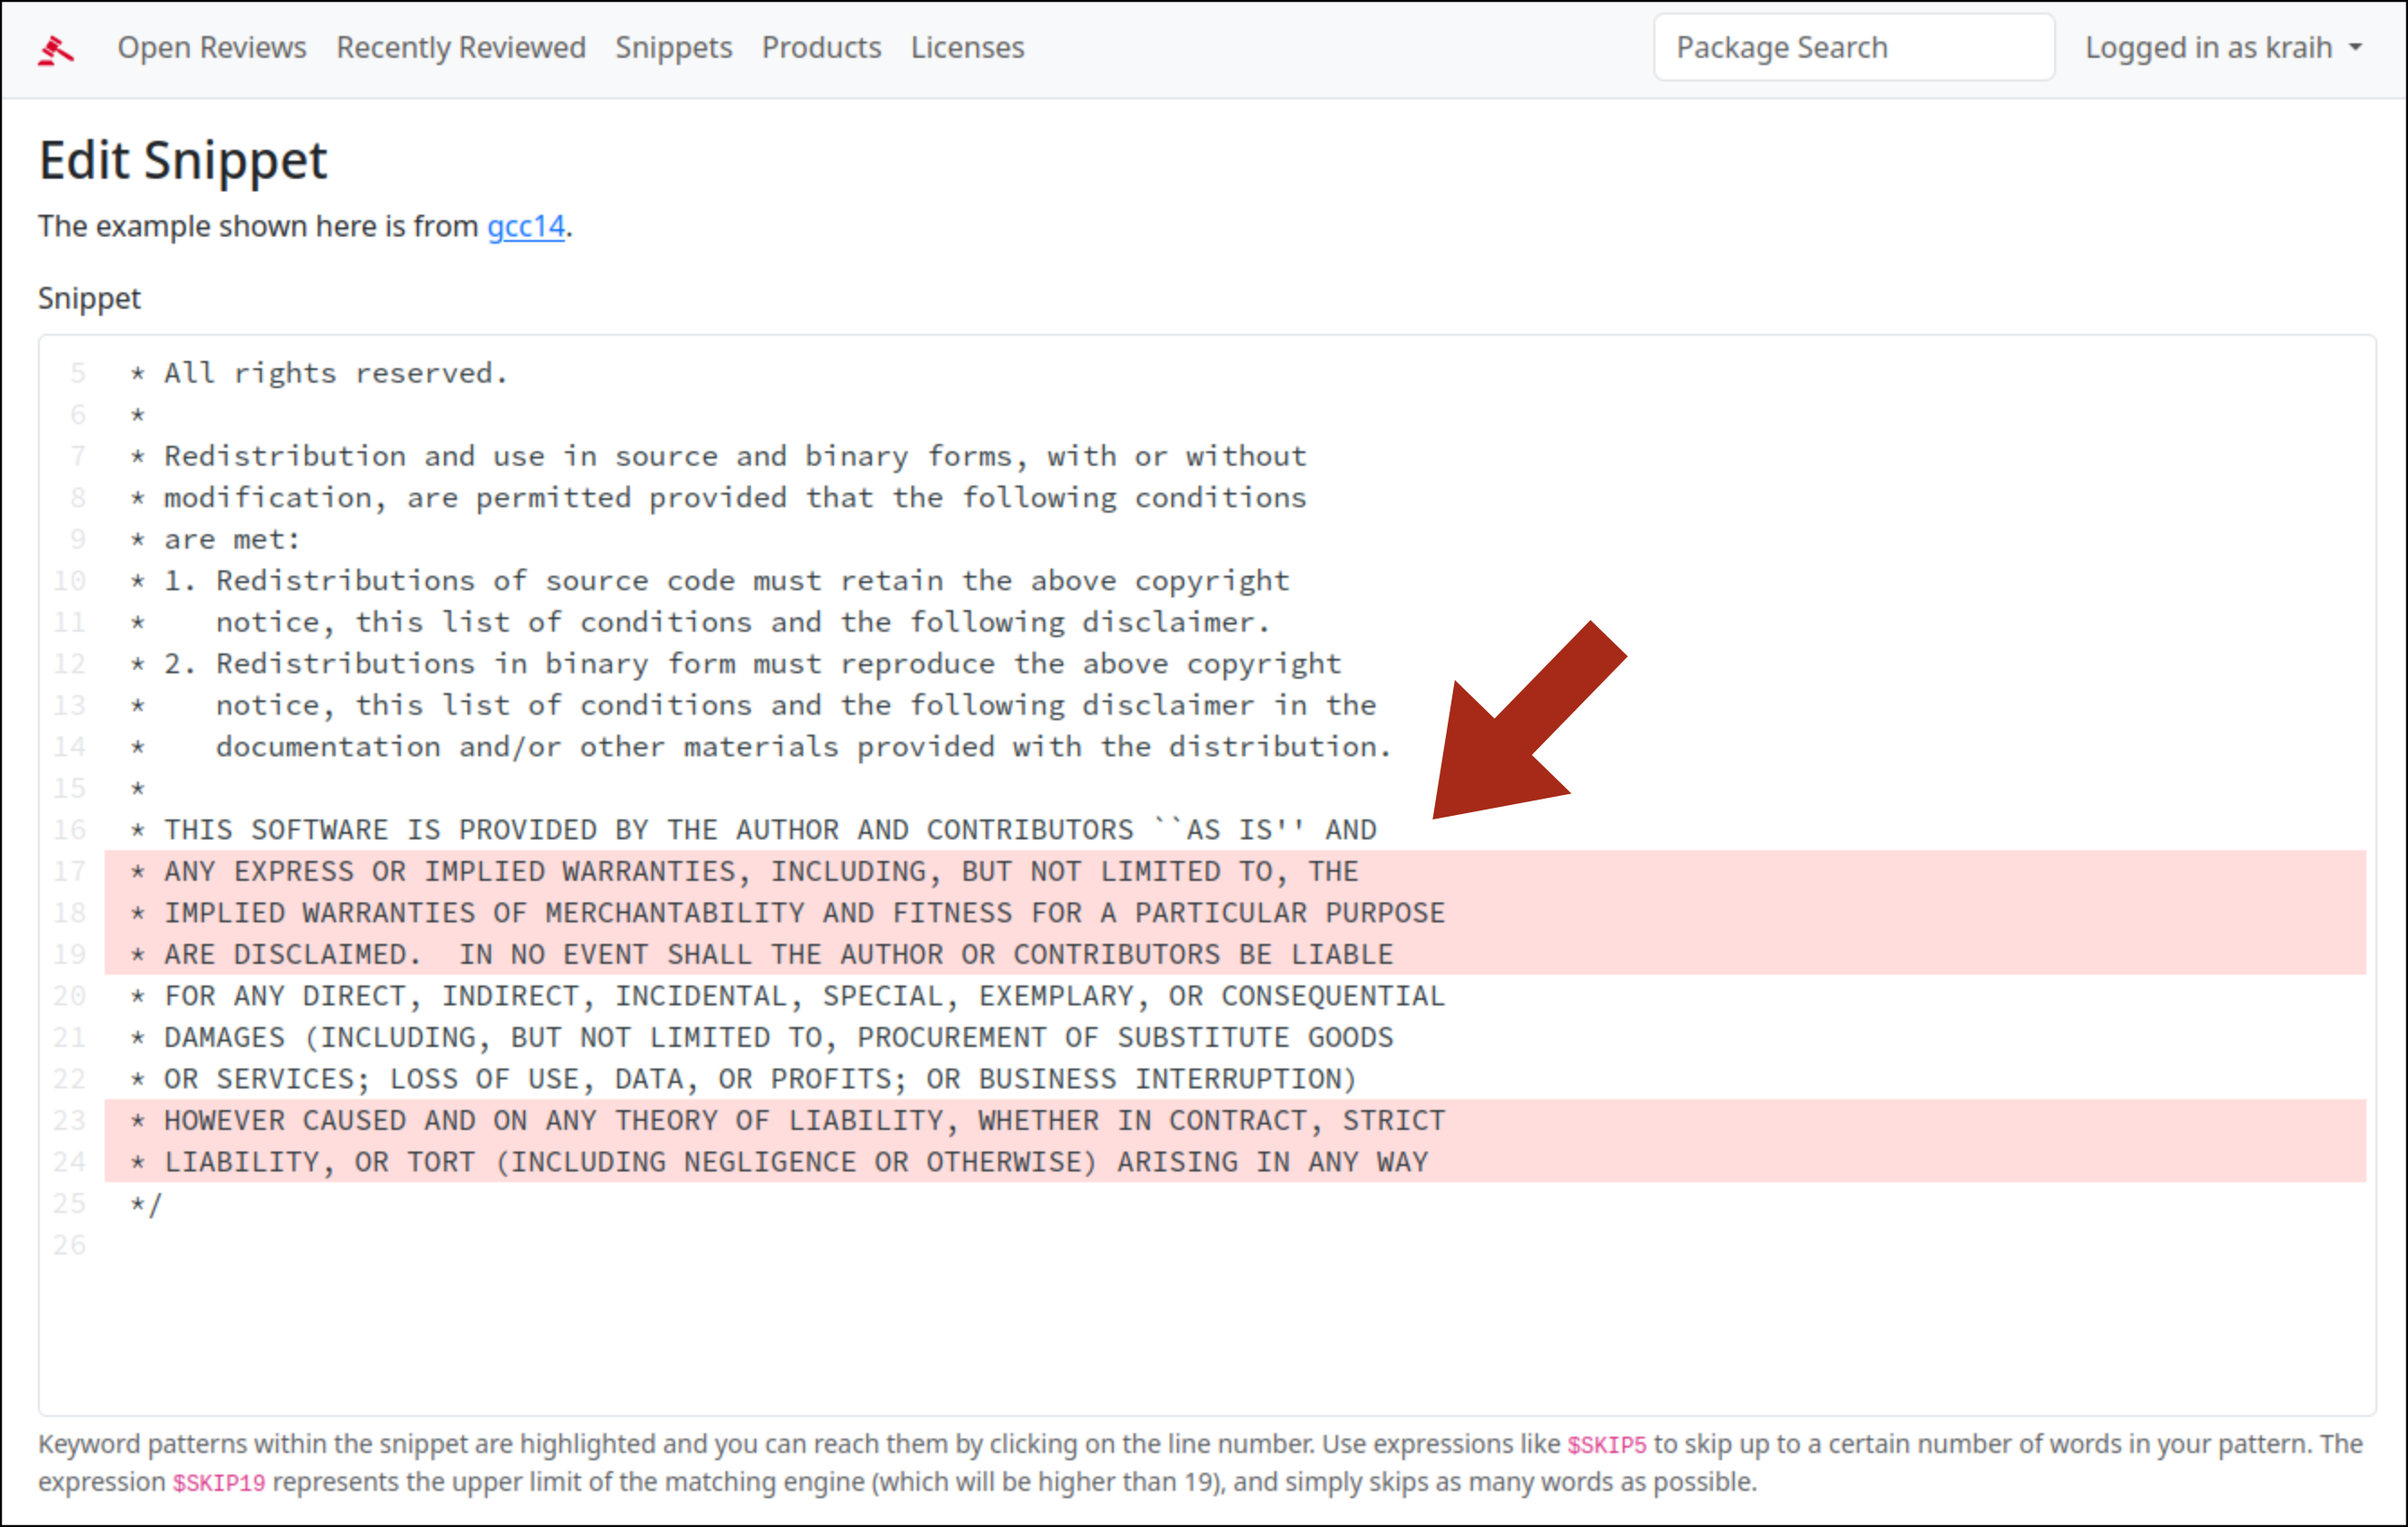 Open Reviews Recently Reviewed Snippets Products Licenses Package Search Logged in as kraih
Edit Snippet
The example shown here is from gcc14.
Snippet
5 * All rights reserved.
6 *
7 * Redistribution and use in source and binary forms, with or without
8 * modification, are permitted provided that the following conditions
9 * are met:
10 * 1. Redistributions of source code must retain the above copyright
11 *    notice, this list of conditions and the following disclaimer.
12 * 2. Redistributions in binary form must reproduce the above copyright
13 *    notice, this list of conditions and the following disclaimer in the
14 *    documentation and/or other materials provided with the distribution.
15 *
16 * THIS SOFTWARE IS PROVIDED BY THE AUTHOR AND CONTRIBUTORS ``AS IS'' AND
17 * ANY EXPRESS OR IMPLIED WARRANTIES, INCLUDING, BUT NOT LIMITED TO, THE
18 * IMPLIED WARRANTIES OF MERCHANTABILITY AND FITNESS FOR A PARTICULAR PURPOSE
19 * ARE DISCLAIMED.  IN NO EVENT SHALL THE AUTHOR OR CONTRIBUTORS BE LIABLE
20 * FOR ANY DIRECT, INDIRECT, INCIDENTAL, SPECIAL, EXEMPLARY, OR CONSEQUENTIAL
21 * DAMAGES (INCLUDING, BUT NOT LIMITED TO, PROCUREMENT OF SUBSTITUTE GOODS
22 * OR SERVICES; LOSS OF USE, DATA, OR PROFITS; OR BUSINESS INTERRUPTION)
23 * HOWEVER CAUSED AND ON ANY THEORY OF LIABILITY, WHETHER IN CONTRACT, STRICT
24 * LIABILITY, OR TORT (INCLUDING NEGLIGENCE OR OTHERWISE) ARISING IN ANY WAY
25 */
26
Keyword patterns within the snippet are highlighted and you can reach them by clicking on the line number. Use expressions like $SKIP5 to skip up to a certain number of words in your pattern. The
expression $SKIP19 represents the upper limit of the matching engine (which will be higher than 19), and simply skips as many words as possible.